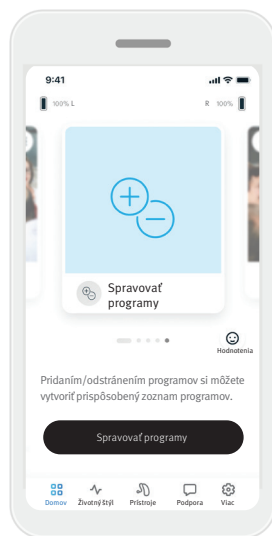 9:41
100% L
R 100%
Spravovať
programy
Hodnotenia
Pridaním/odstránením programov si môžete
vytvoriť prispôsobený zoznam programov.
Spravovať programy
Domov Životný štýl Prístroje Podpora Viac